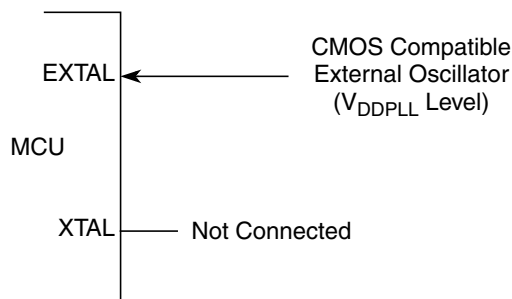 CMOS Compatible
External Oscillator
(VDDPLL Level)
EXTAL
MCU
XTAL
Not Connected